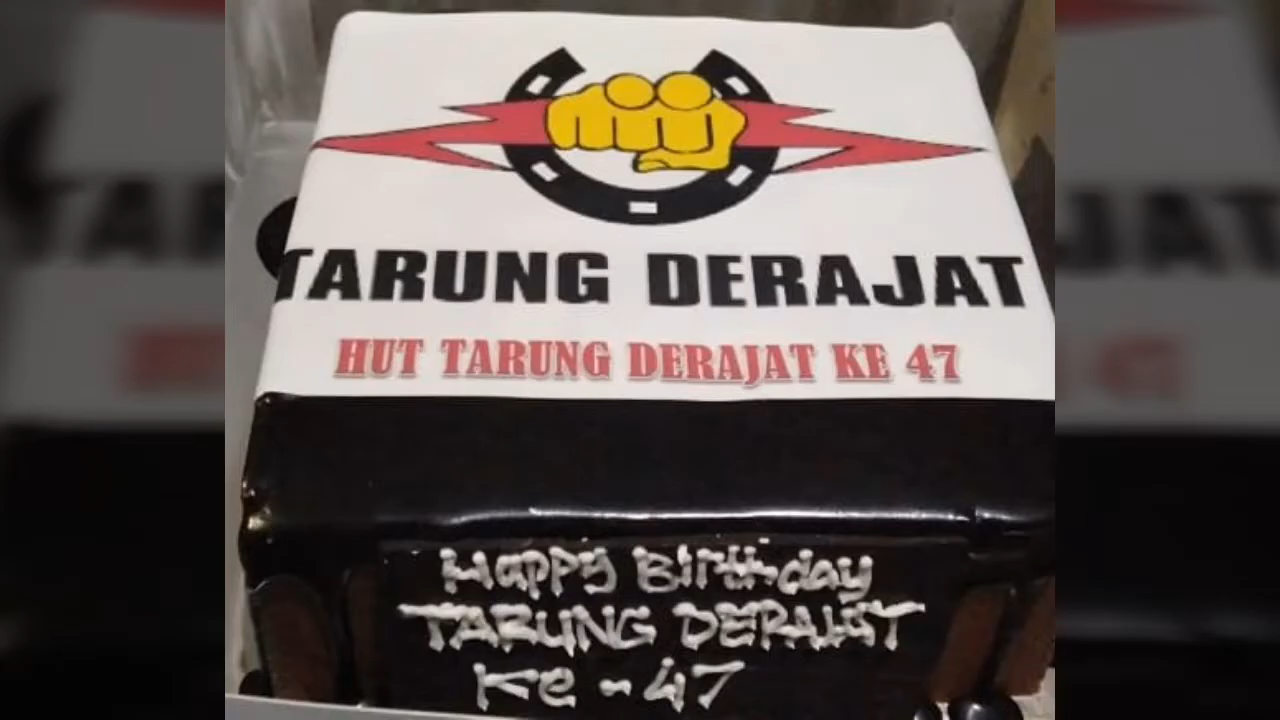 TARUNG DERAJAT
HUT TARUNG DERAJAT KE 47
Happy Birthday
TARUNG DERAJAT
Ke-47